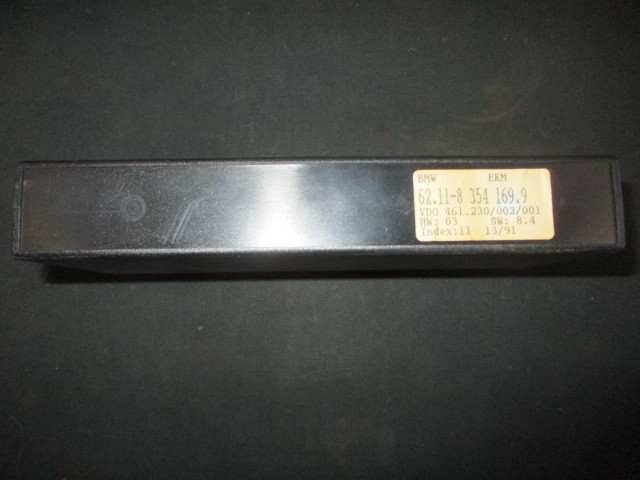 BMW EKM
62.11-8 354 169.9
VDO 461.230/002/001
HW: 03 SW: 8.4
Index:11 13/91